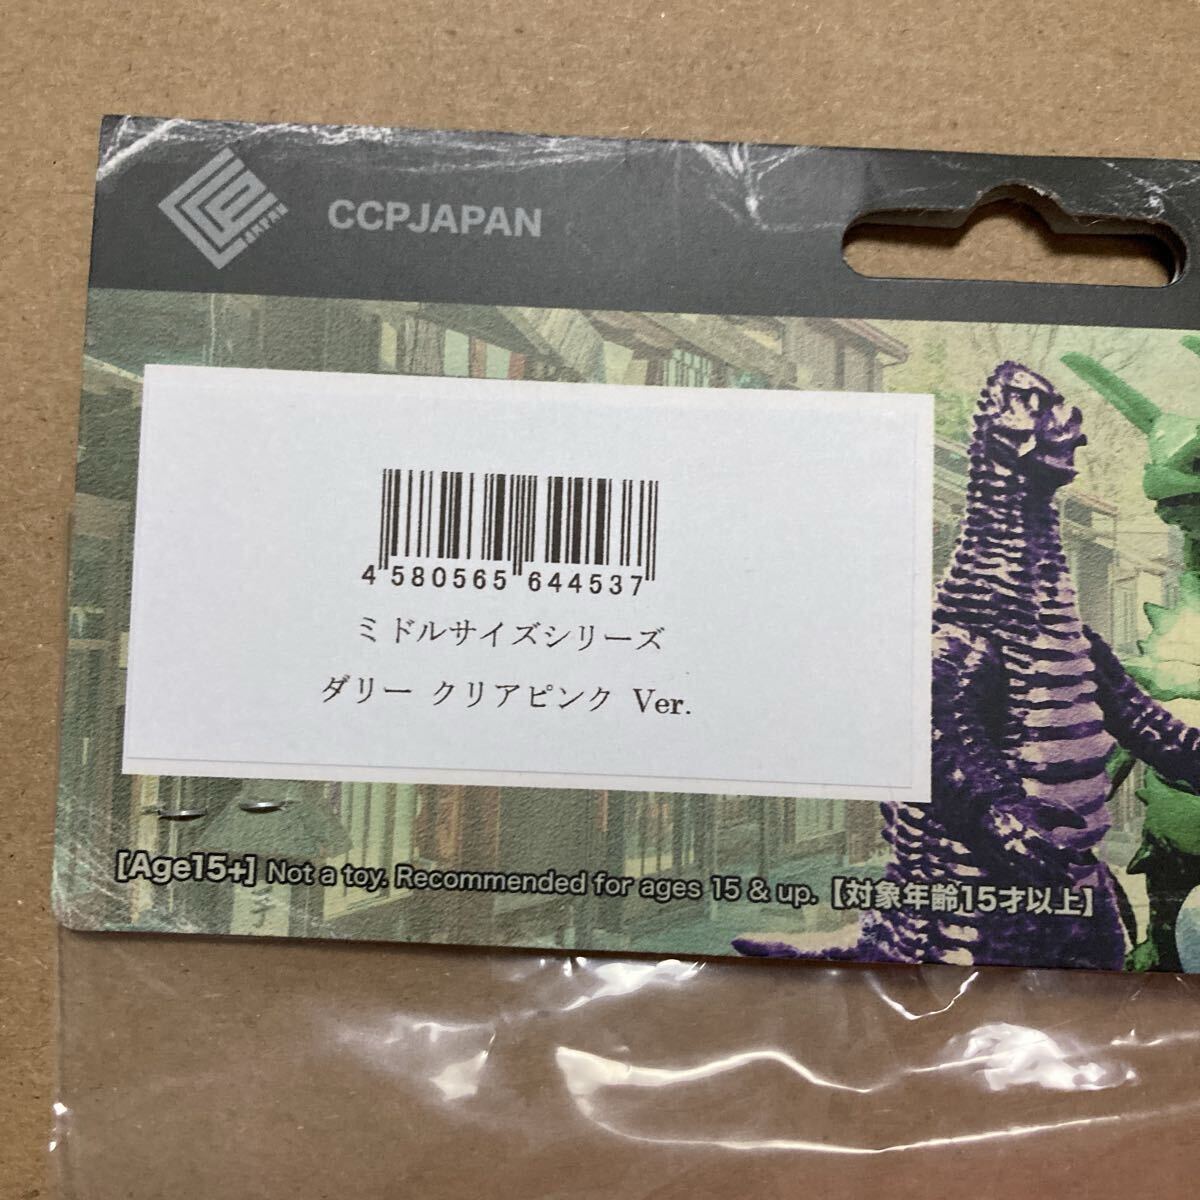 CCPJAPAN
4 580565 644537
ミドルサイズシリーズ
ダリー クリアピンク Ver.
[Age15+] Not a toy. Recommended for ages 15 & up. 【対象年齢15才以上】